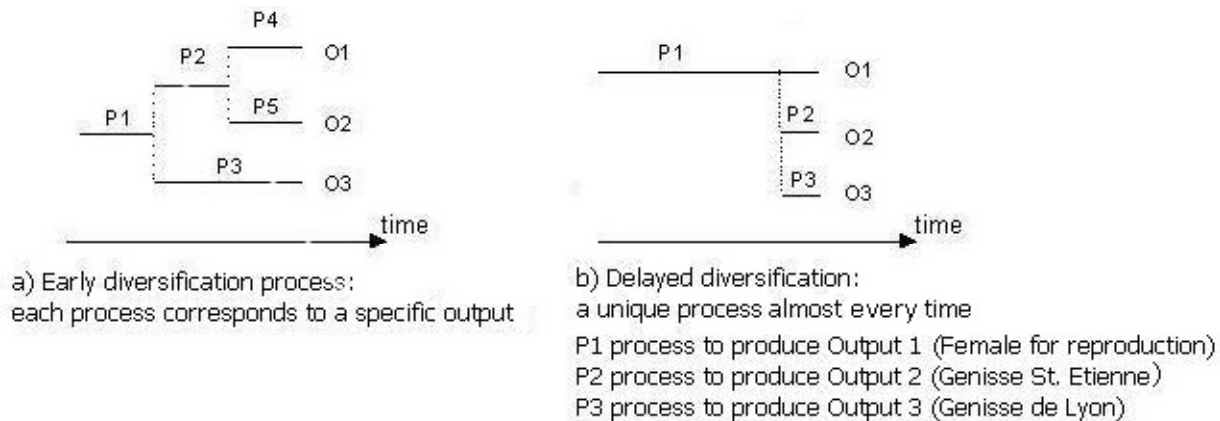 P4
P2
O1
P5
P1
O2
P3
O3
time
a) Early diversification process:
each process corresponds to a specific output
P1
O1
P2
O2
P3
O3
time
b) Delayed diversification:
a unique process almost every time
P1 process to produce Output 1 (Female for reproduction)
P2 process to produce Output 2 (Genisse St. Etienne)
P3 process to produce Output 3 (Genisse de Lyon)